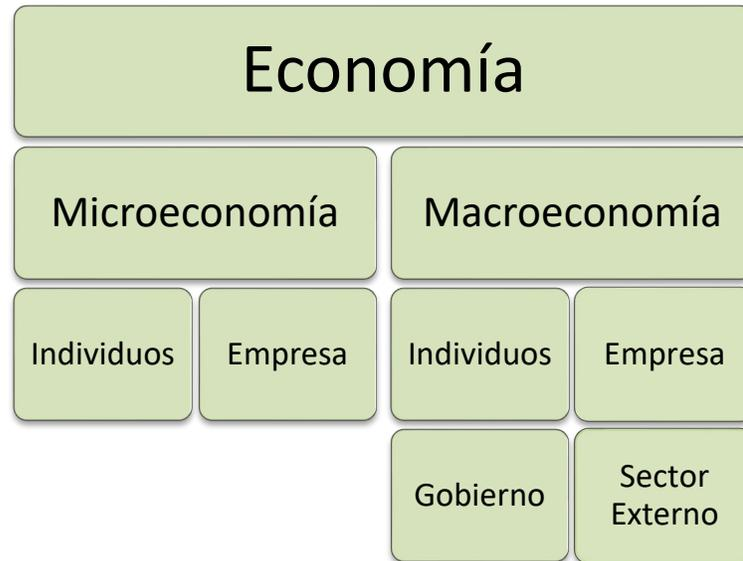 Economía
Microeconomía
Macroeconomía
Individuos
Empresa
Individuos
Empresa
Gobierno
Sector
Externo